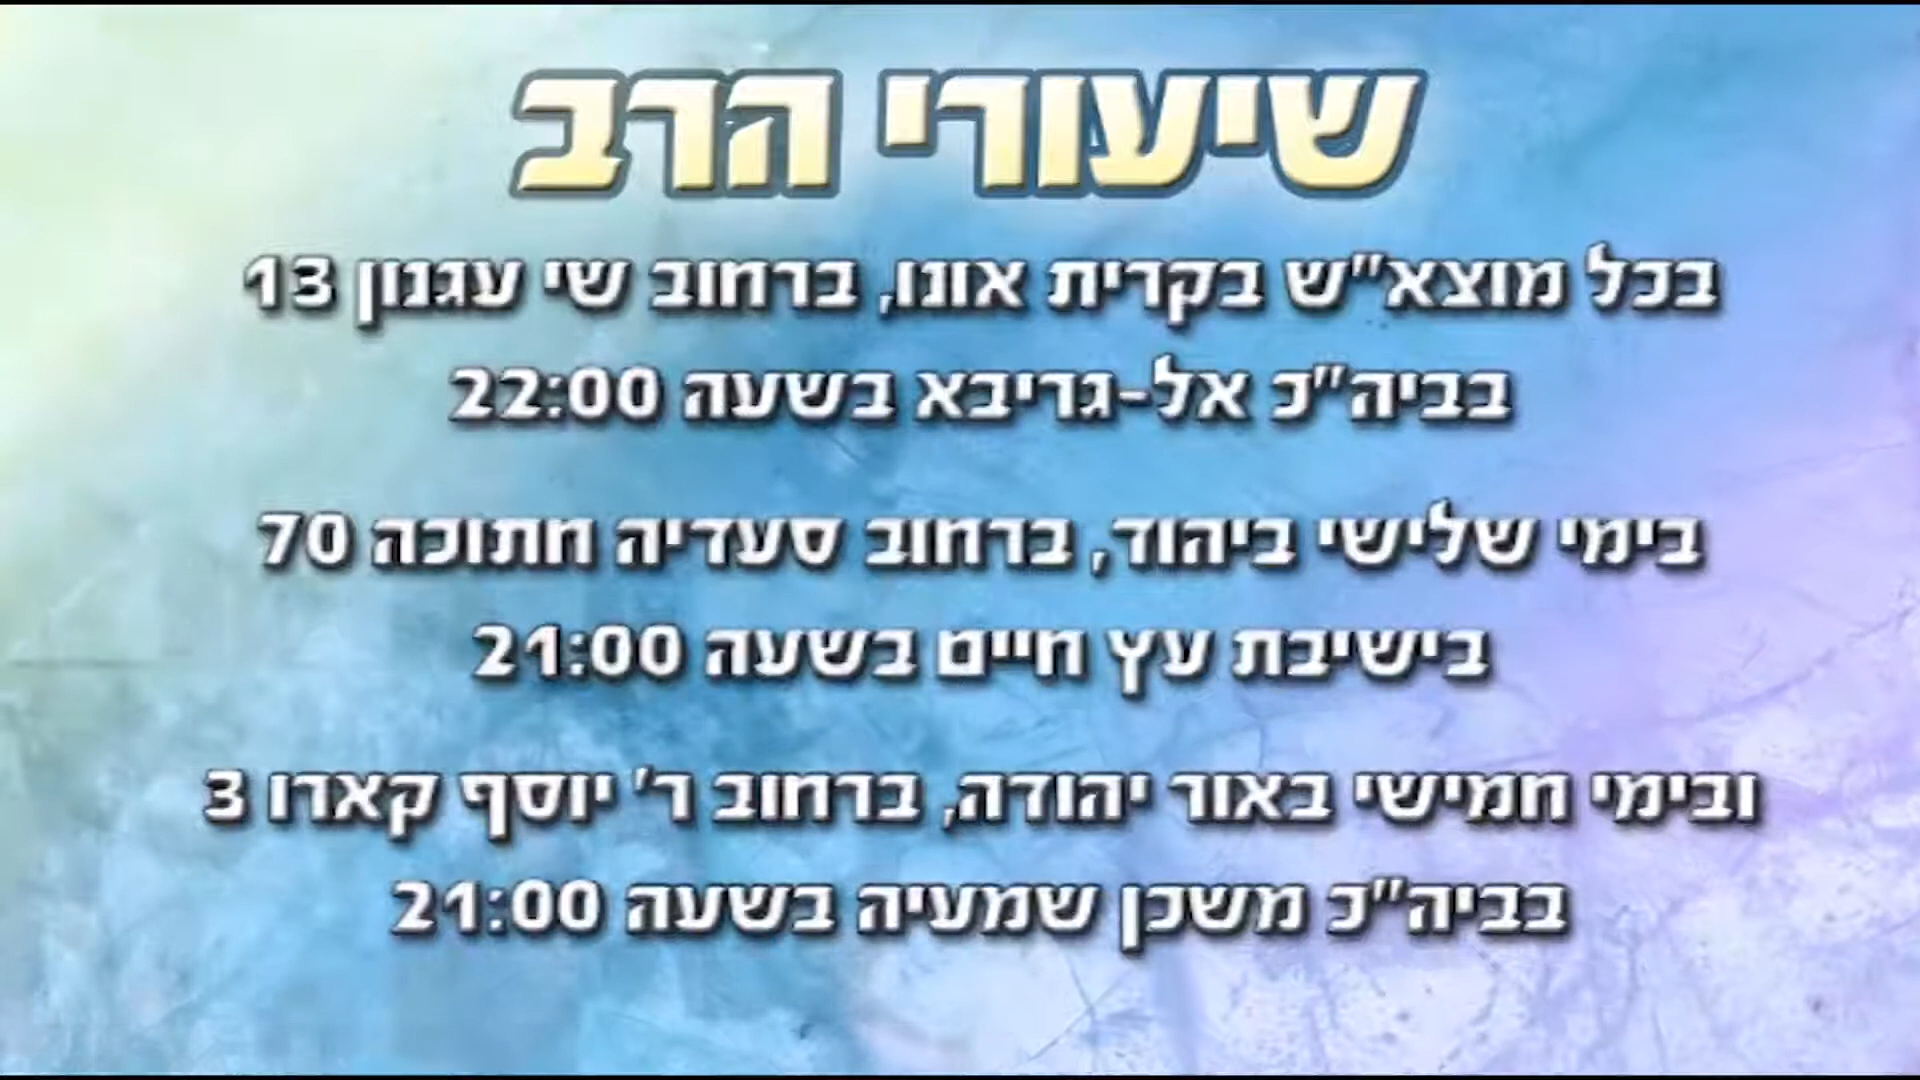 שיעורי הרב
בכל מוצא"ש בקרית אונו, ברחוב שי עגנון 13
בביה"כ אל-גריבא בשעה 22:00
בימי שלישי ביהוד, ברחוב סעדיה חתוכה 70
בישיבת עץ חיים בשעה 21:00
ובימי חמישי באור יהודה, ברחוב ר' יוסף קארו 3
בביה"כ משכן שמעיה בשעה 21:00